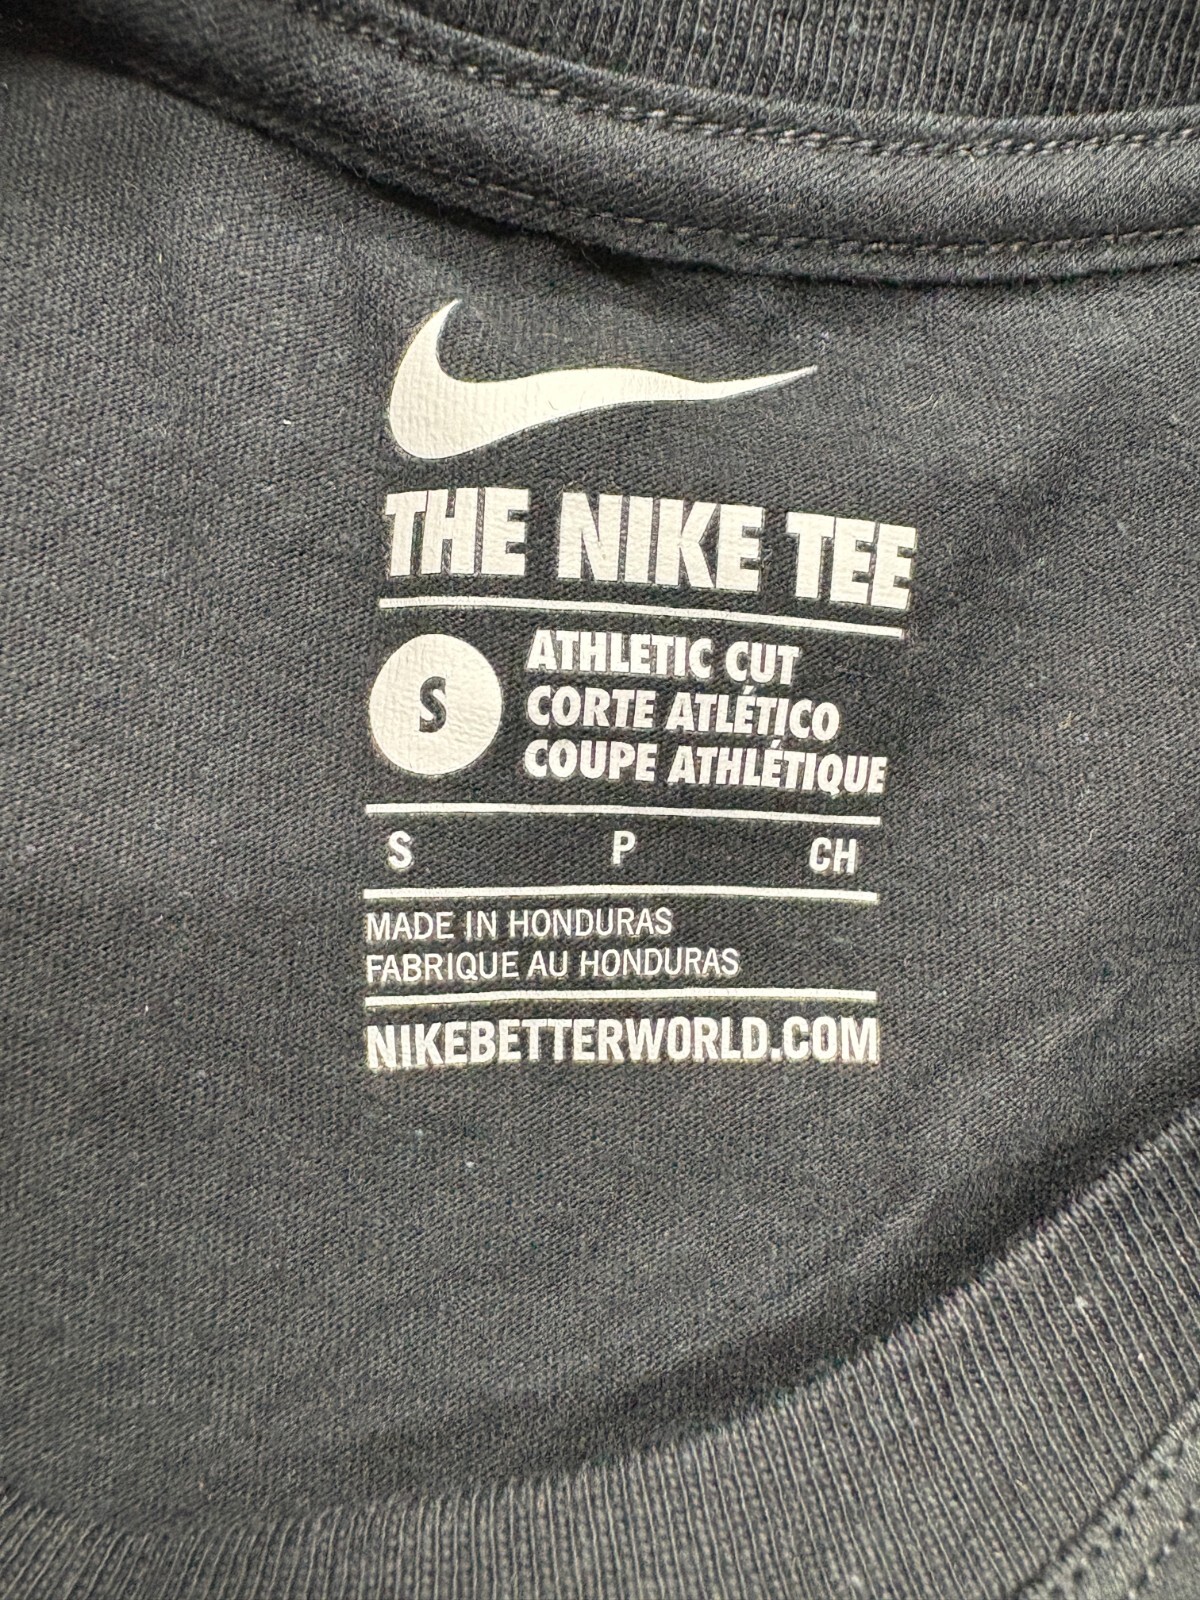 THE NIKE TEE
S
ATHLETIC CUT
CORTE ATLÉTICO
COUPE ATHLÉTIQUE
S P CH
MADE IN HONDURAS
FABRIQUE AU HONDURAS
NIKEBETTERWORLD.COM